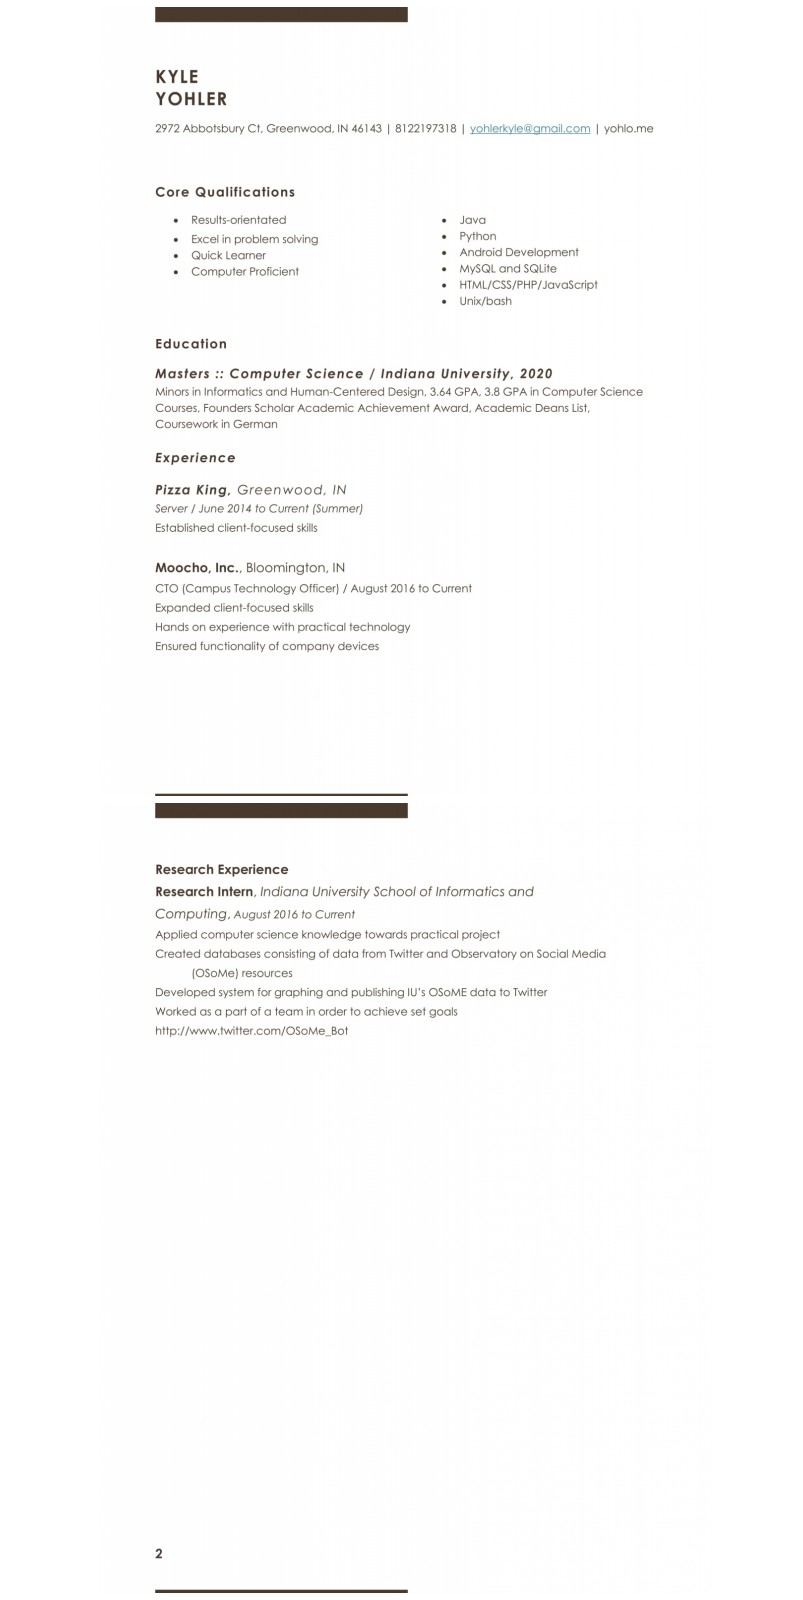 KYLE
YOHLER
2972 Abbotsbury Ct, Greenwood, IN 46143 | 8122197318 | yohlerkyle@gmail.com | yohlo.me
Core Qualifications
• Results-orientated
• Excel in problem solving
• Quick Learner
• Computer Proficient
• Java
• Python
• Android Development
• MySQL and SQLite
• HTML/CSS/PHP/JavaScript
• Unix/bash
Education
Masters :: Computer Science / Indiana University, 2020
Minors in Informatics and Human-Centered Design, 3.64 GPA, 3.8 GPA in Computer Science
Courses, Founders Scholar Academic Achievement Award, Academic Deans List,
Coursework in German
Experience
Pizza King, Greenwood, IN
Server / June 2014 to Current (Summer)
Established client-focused skills
Moocho, Inc., Bloomington, IN
CTO (Campus Technology Officer) / August 2016 to Current
Expanded client-focused skills
Hands on experience with practical technology
Ensured functionality of company devices
Research Experience
Research Intern, Indiana University School of Informatics and
Computing, August 2016 to Current
Applied computer science knowledge towards practical project
Created databases consisting of data from Twitter and Observatory on Social Media
(OSoMe) resources
Developed system for graphing and publishing IU's OSoME data to Twitter
Worked as a part of a team in order to achieve set goals
http://www.twitter.com/OSoMe_Bot
2